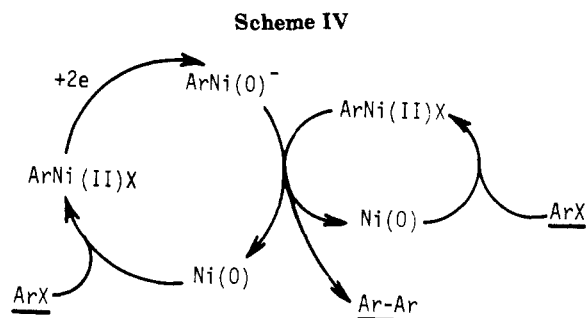 Scheme IV
+2e
ArNi(0)⁻
ArNi(II)X
ArNi(II)X
Ni(0)
ArX
Ni(0)
ArX
Ar-Ar